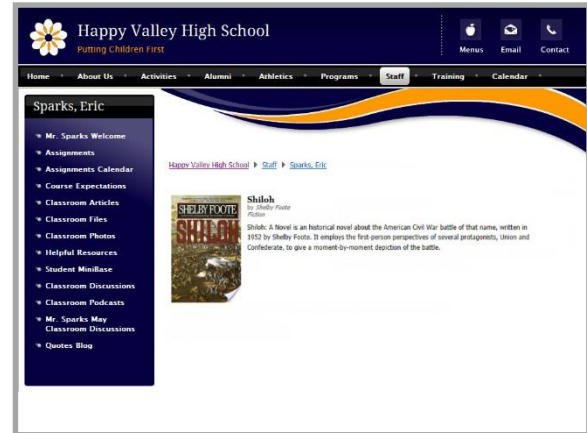 Happy Valley High School
Putting Children First
Menus
Email
Contact
Home
About Us
Activities
Alumni
Athletics
Programs
Staff
Training
Calendar
Sparks, Eric
Mr. Sparks Welcome
Assignments
Assignments Calendar
Course Expectations
Classroom Articles
Classroom Files
Classroom Photos
Helpful Resources
Student MiniBase
Classroom Discussions
Classroom Podcasts
Mr. Sparks May
Classroom Discussions
Quotes Blog
Happy Valley High School
Staff
Sparks, Eric
SHELBY FOOTE
SHILOH
Shiloh
by Shelby Foote
Fiction
Shiloh: A Novel is an historical novel about the American Civil War battle of that name, written in
1952 by Shelby Foote. It employs the first-person perspectives of several protagonists, Union and
Confederate, to give a moment-by-moment depiction of the battle.